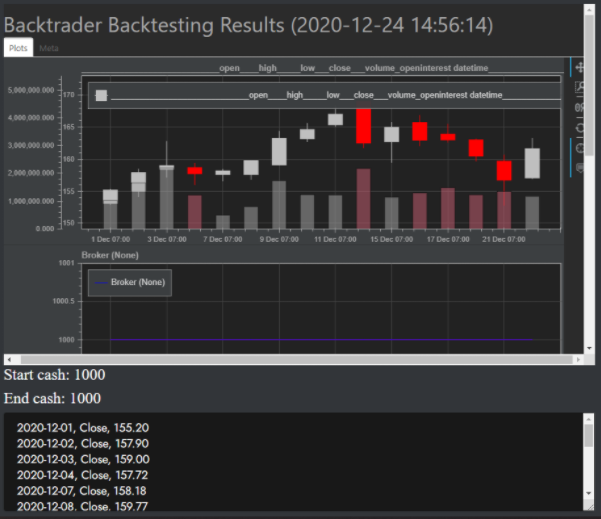 Backtrader Backtesting Results (2020-12-24 14:56:14)
Plots Meta
open____high____low___close___volume_openinterest datetime
open____high____low___close___volume_openinterest datetime
5,000,000.000
4,000,000.000
3,000,000.000
2,000,000.000
1,000,000.000
0.000
170
165
160
155
150
1 Dec 07:00 3 Dec 07:00 7 Dec 07:00 9 Dec 07:00 11 Dec 07:00 15 Dec 07:00 17 Dec 07:00 21 Dec 07:00
Broker (None)
1001
Broker (None)
1000.5
1000
Start cash: 1000
End cash: 1000
2020-12-01, Close, 155.20
2020-12-02, Close, 157.90
2020-12-03, Close, 159.00
2020-12-04, Close, 157.72
2020-12-07, Close, 158.18
2020-12-08, Close, 159.77